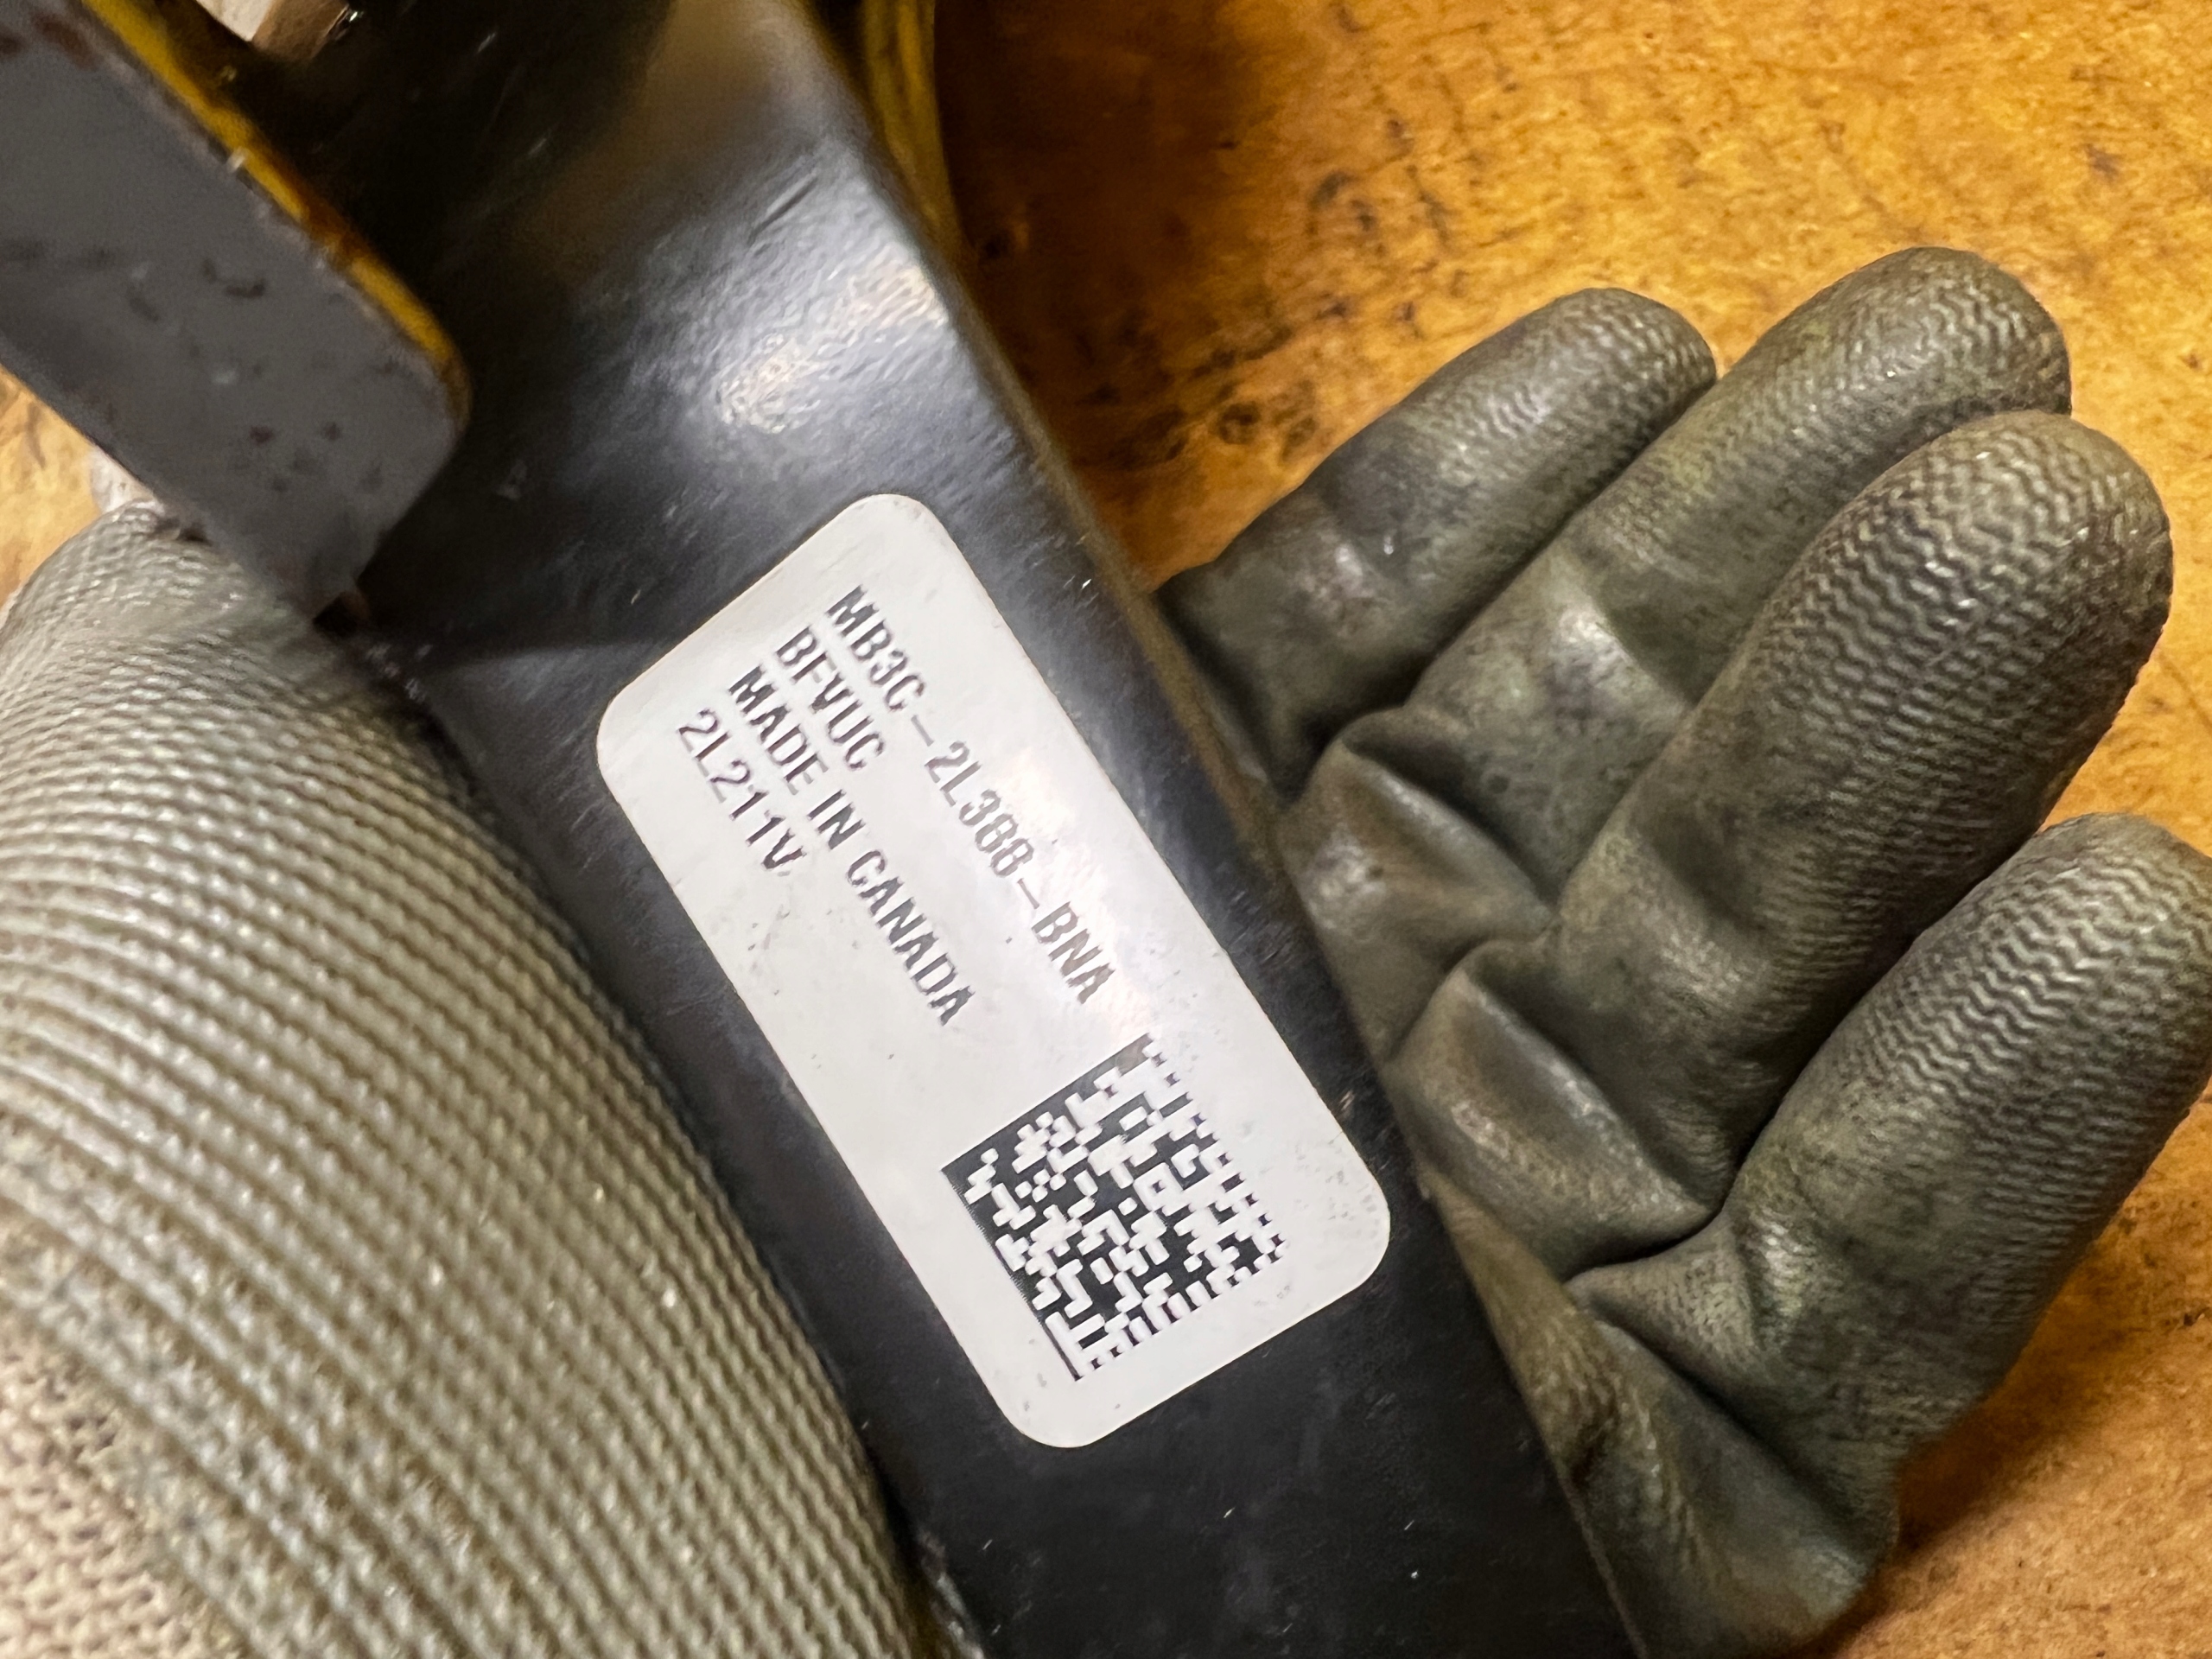 MB3C-2L388-BNA
BFVUC
MADE IN CANADA
2L211V